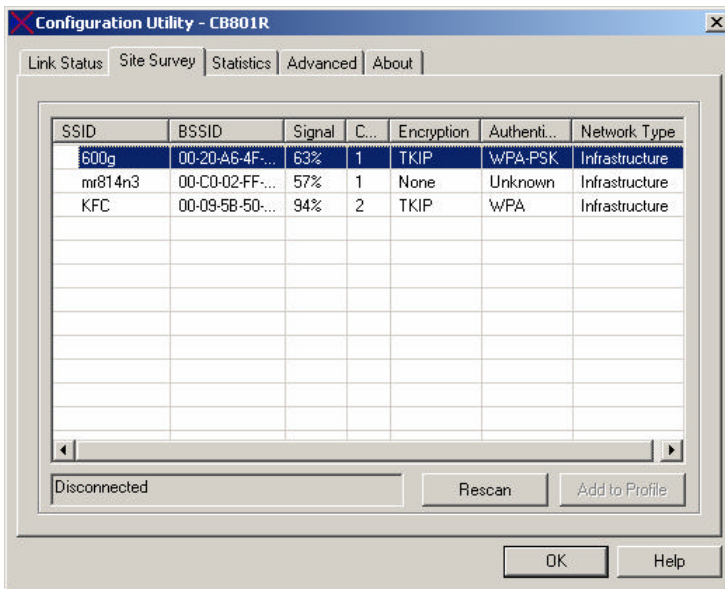 Configuration Utility - CB801R
Link Status Site Survey Statistics Advanced About
SSID BSSID Signal C... Encryption Authenti... Network Type
600g 00-20-A6-4F-... 63% 1 TKIP WPA-PSK Infrastructure
mr814n3 00-C0-02-FF-... 57% 1 None Unknown Infrastructure
KFC 00-09-5B-50-... 94% 2 TKIP WPA Infrastructure
Disconnected Rescan Add to Profile
OK Help